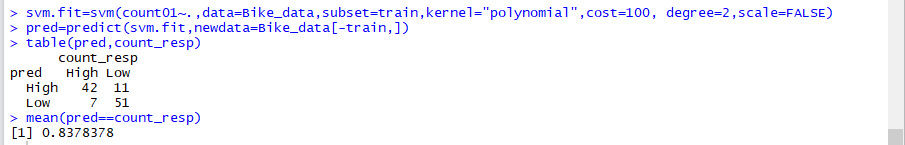 > svm.fit=svm(count01~.,data=Bike_data,subset=train,kernel="polynomial",cost=100, degree=2,scale=FALSE)
> pred=predict(svm.fit,newdata=Bike_data[-train,])
> table(pred,count_resp)
      count_resp
pred   High Low
  High   42  11
  Low     7  51
> mean(pred==count_resp)
[1] 0.8378378